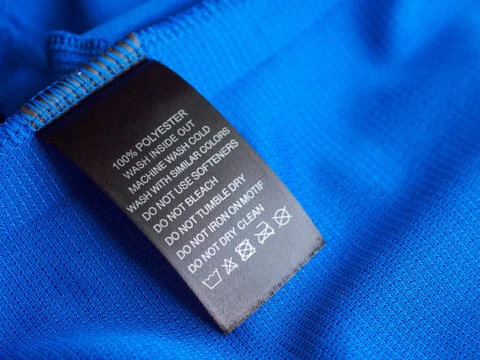 100% POLYESTER
WASH INSIDE OUT
MACHINE WASH COLD
WASH WITH SIMILAR COLORS
DO NOT USE SOFTENERS
DO NOT BLEACH
DO NOT TUMBLE DRY
DO NOT IRON ON MOTIF
DO NOT DRY CLEAN